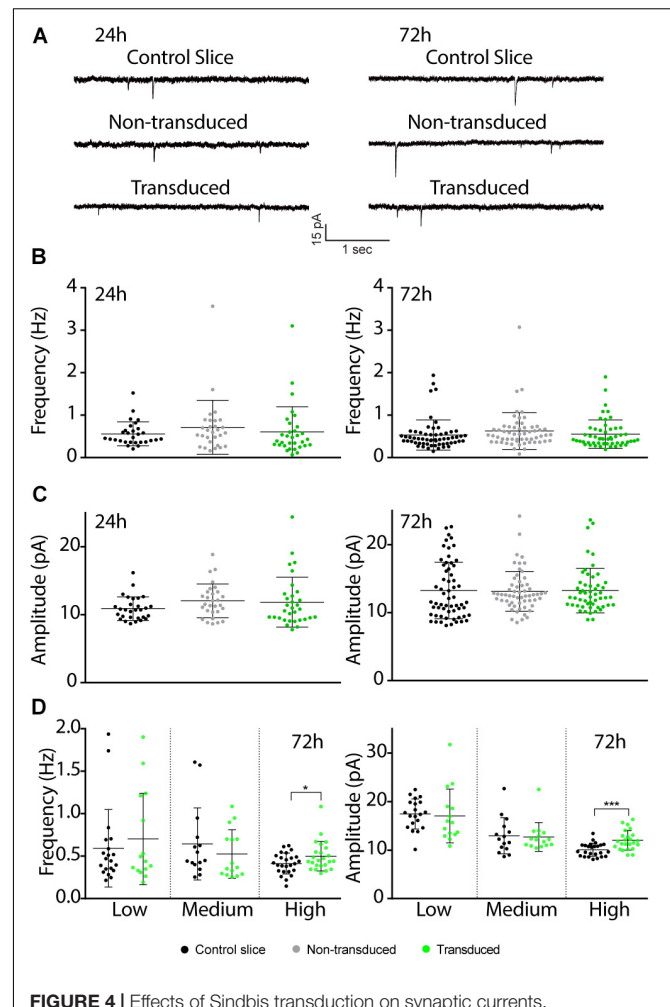 A
24h
72h
Control Slice
Control Slice
Non-transduced
Non-transduced
Transduced
Transduced
15 pA
1 sec
B
24h
72h
Frequency (Hz)
4
3
2
1
0
Frequency (Hz)
4
3
2
1
0
C
24h
72h
Amplitude (pA)
20
10
0
Amplitude (pA)
20
10
0
D
72h
72h
Frequency (Hz)
2.0
1.5
1.0
0.5
0.0
*
Low Medium High
Amplitude (pA)
30
20
10
0
***
Low Medium High
Control slice Non-transduced Transduced
FIGURE 4 | Effects of Sindbis transduction on synaptic currents.